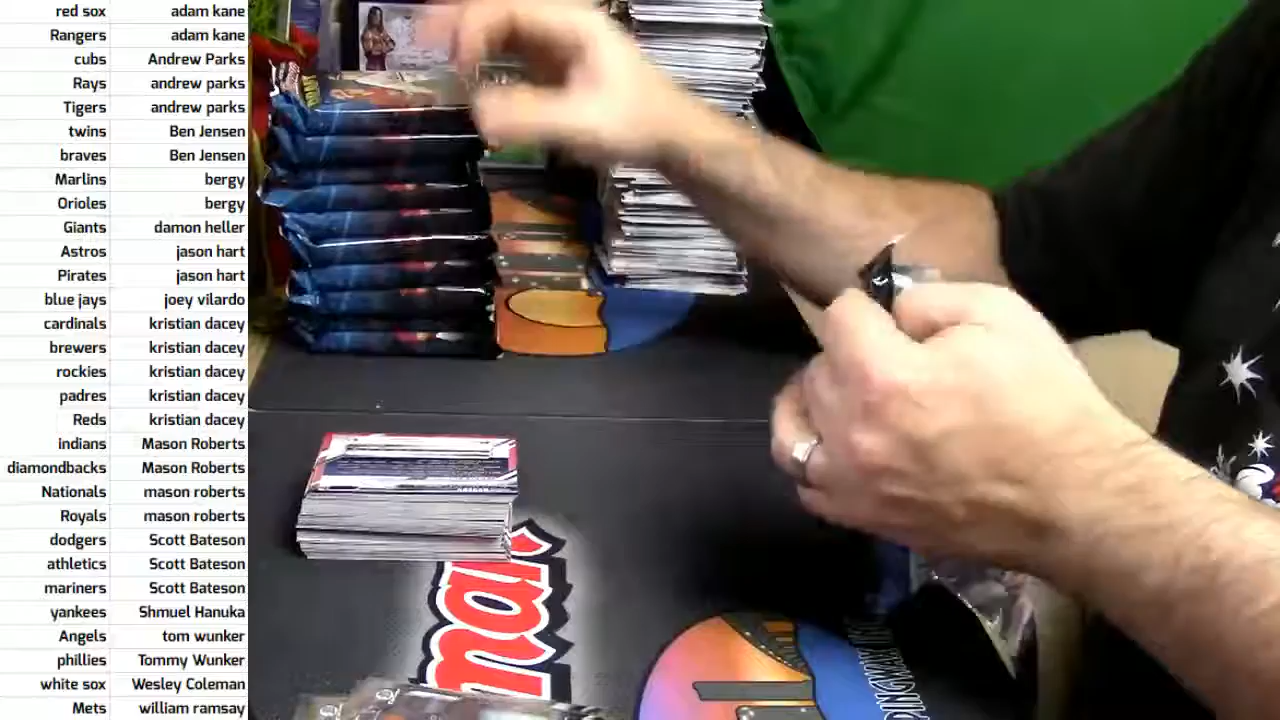 red sox adam kane
Rangers adam kane
cubs Andrew Parks
Rays andrew parks
Tigers andrew parks
twins Ben Jensen
braves Ben Jensen
Marlins bergy
Orioles bergy
Giants damon heller
Astros jason hart
Pirates jason hart
blue jays joey vilardo
cardinals kristian dacey
brewers kristian dacey
rockies kristian dacey
padres kristian dacey
Reds kristian dacey
indians Mason Roberts
diamondbacks Mason Roberts
Nationals mason roberts
Royals mason roberts
dodgers Scott Bateson
athletics Scott Bateson
mariners Scott Bateson
yankees Shmuel Hanuka
Angels tom wunker
phillies Tommy Wunker
white sox Wesley Coleman
Mets william ramsay